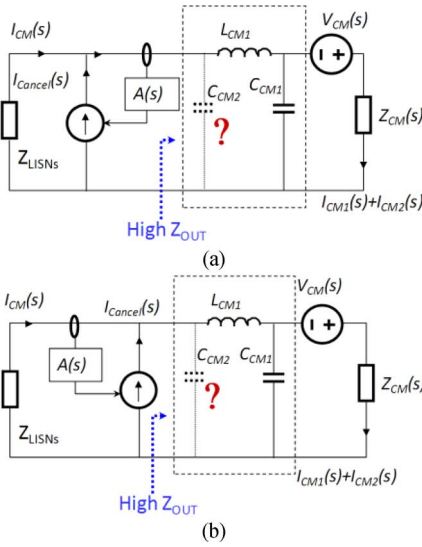 I_CM(s)
L_CM1
V_CM(s)
I_Cancel(s)
A(s)
C_CM2
C_CM1
Z_CM(s)
?
Z_LISNs
High Z_OUT
I_CM1(s)+I_CM2(s)
(a)
I_CM(s)
I_Cancel(s)
L_CM1
V_CM(s)
A(s)
C_CM2
C_CM1
Z_CM(s)
?
Z_LISNs
High Z_OUT
I_CM1(s)+I_CM2(s)
(b)